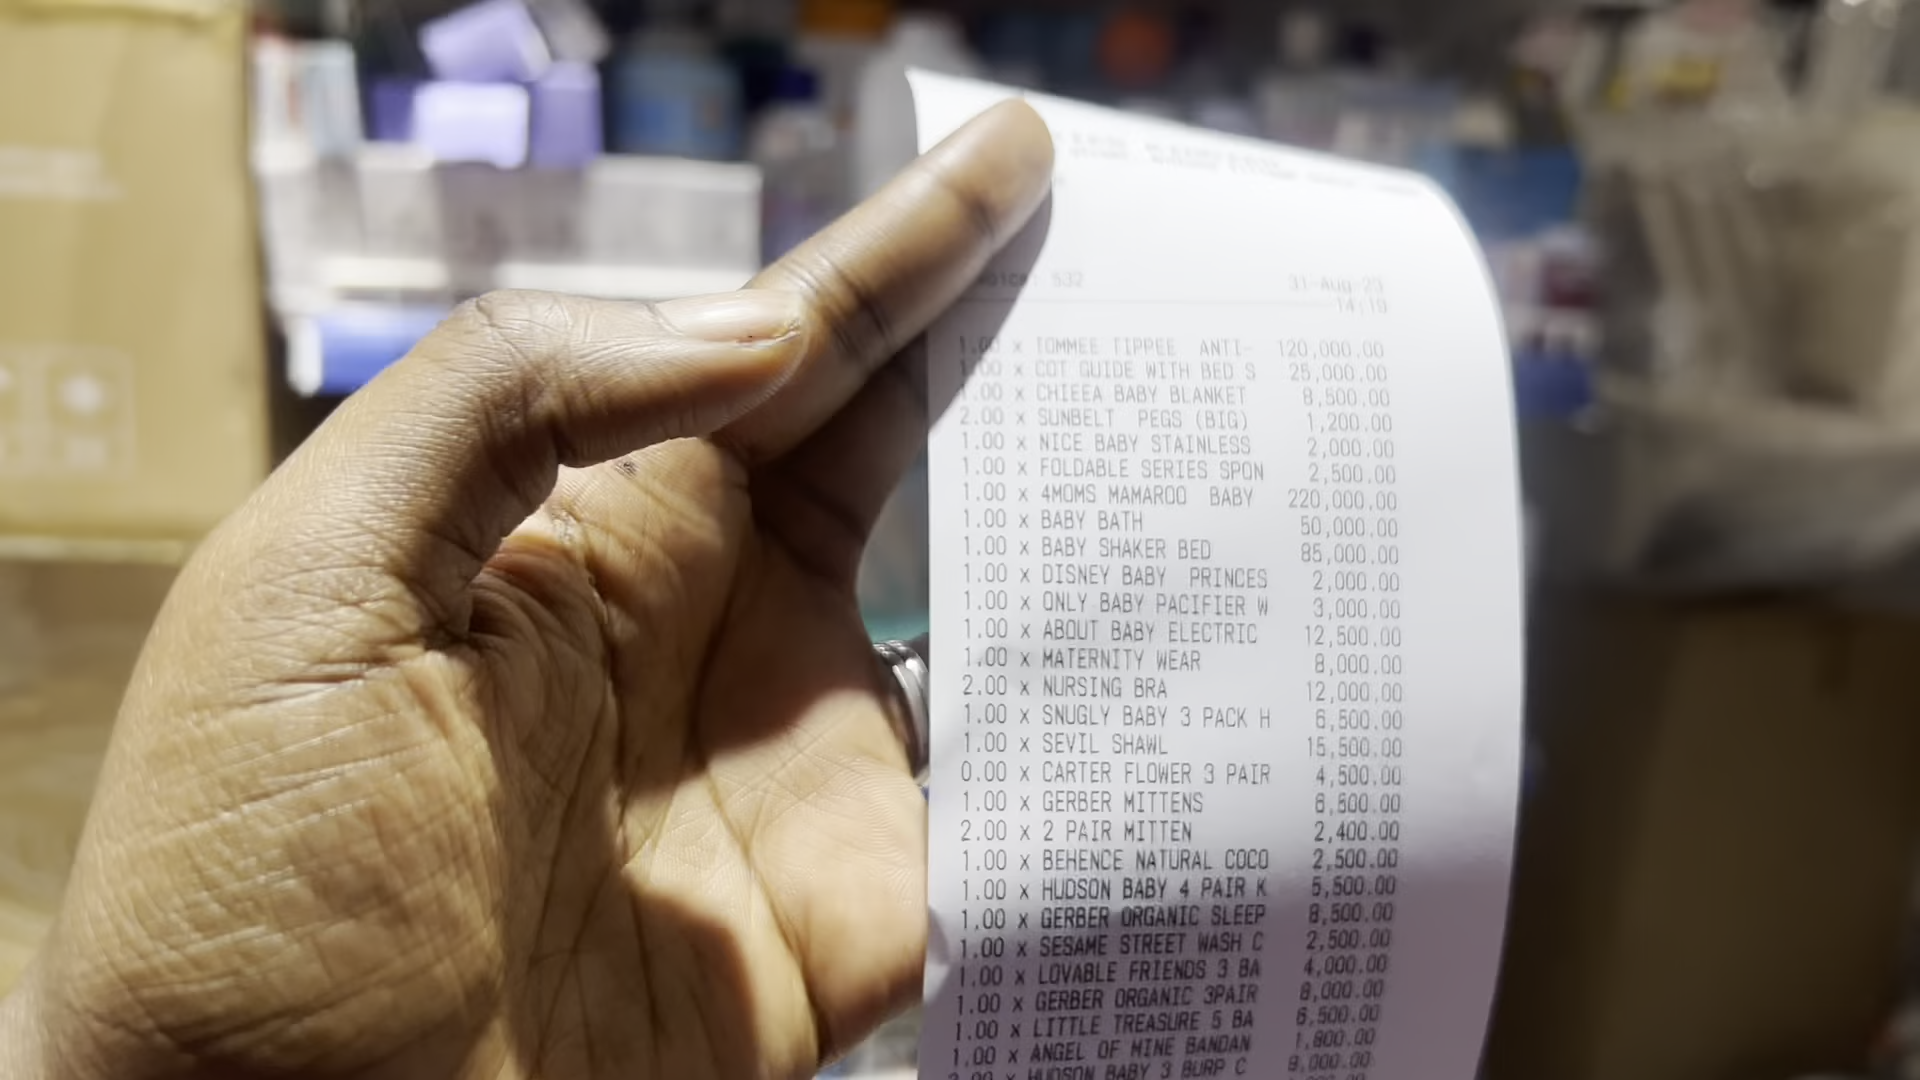 532 31-Aug-23
14:19
1.00 x TOMMEE TIPPEE ANTI- 120,000.00
1.00 x COT GUIDE WITH BED S 25,000.00
1.00 x CHIEEA BABY BLANKET 8,500.00
2.00 x SUNBELT PEGS (BIG) 1,200.00
1.00 x NICE BABY STAINLESS 2,000.00
1.00 x FOLDABLE SERIES SPON 2,500.00
1.00 x 4MOMS MAMAROO BABY 220,000.00
1.00 x BABY BATH 50,000.00
1.00 x BABY SHAKER BED 85,000.00
1.00 x DISNEY BABY PRINCES 2,000.00
1.00 x ONLY BABY PACIFIER W 3,000.00
1.00 x ABOUT BABY ELECTRIC 12,500.00
1.00 x MATERNITY WEAR 8,000.00
2.00 x NURSING BRA 12,000.00
1.00 x SNUGLY BABY 3 PACK H 6,500.00
1.00 x SEVIL SHAWL 15,500.00
0.00 x CARTER FLOWER 3 PAIR 4,500.00
1.00 x GERBER MITTENS
2.00 x 2 PAIR MITTEN 2,400.00
1.00 x BEHENCE NATURAL COCO 2,500.00
1.00 x HUDSON BABY 4 PAIR K 5,500.00
1.00 x GERBER ORGANIC SLEEP 8,500.00
1.00 x SESAME STREET WASH C 2,500.00
1.00 x LOVABLE FRIENDS 3 BA 4,000.00
1.00 x GERBER ORGANIC 3PAIR 8,000.00
1.00 x LITTLE TREASURE 5 BA 6,500.00
1.00 x ANGEL OF MINE BANDAN 1,800.00
x HUDSON BABY 3 BURP C